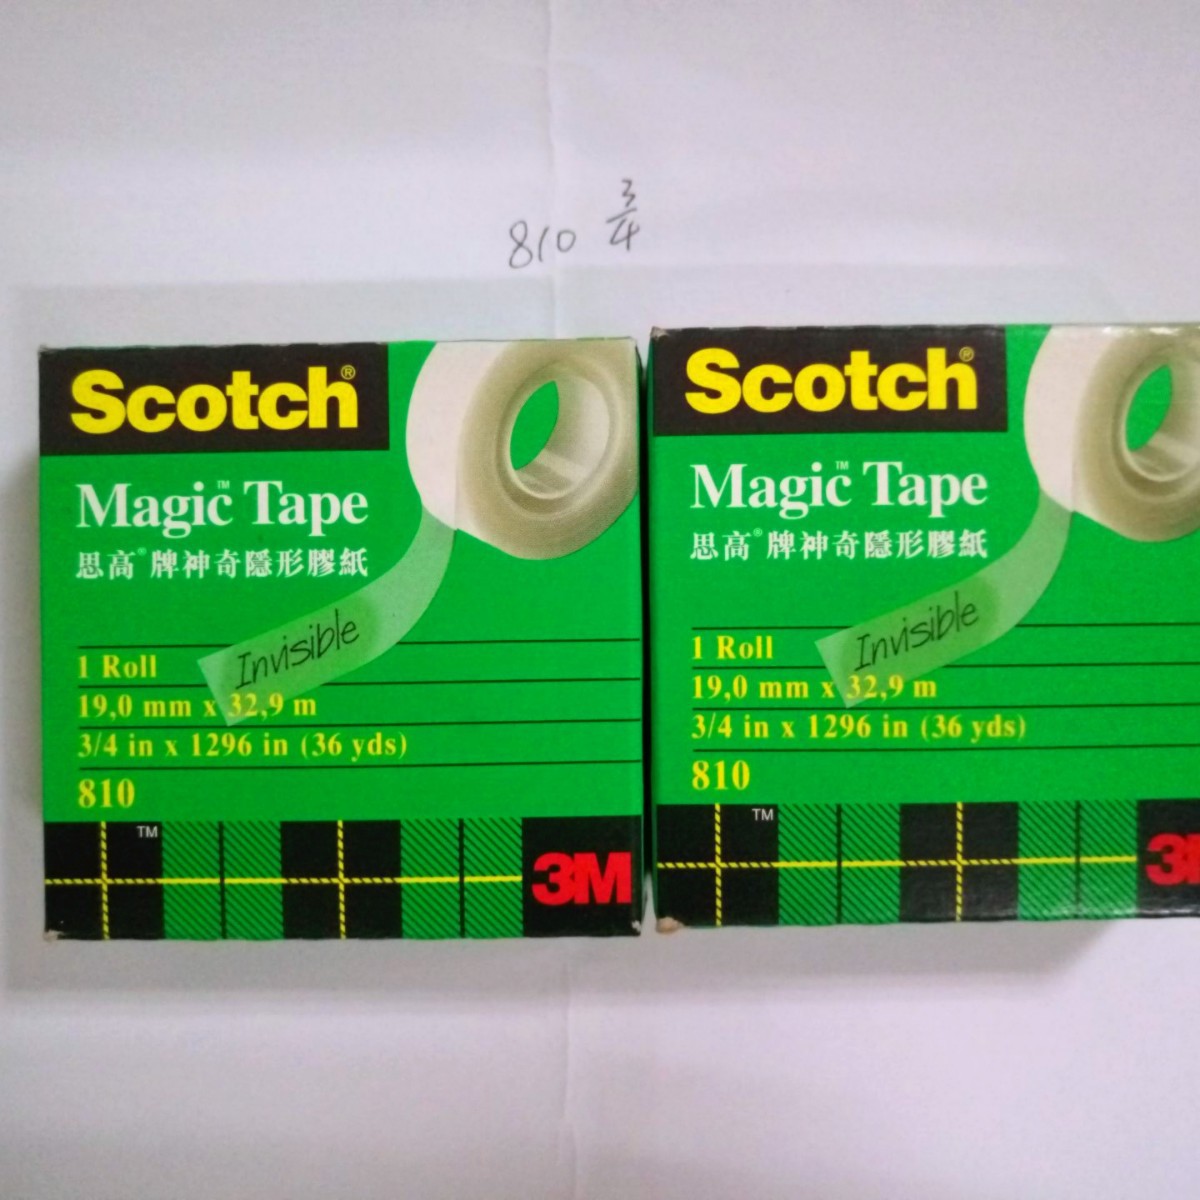 810 3/4
Scotch®
Magic™ Tape
思高®牌神奇隱形膠紙
Invisible
1 Roll
19,0 mm x 32,9 m
3/4 in x 1296 in (36 yds)
810
TM
3M
Scotch®
Magic™ Tape
思高®牌神奇隱形膠紙
Invisible
1 Roll
19,0 mm x 32,9 m
3/4 in x 1296 in (36 yds)
810
TM
3M